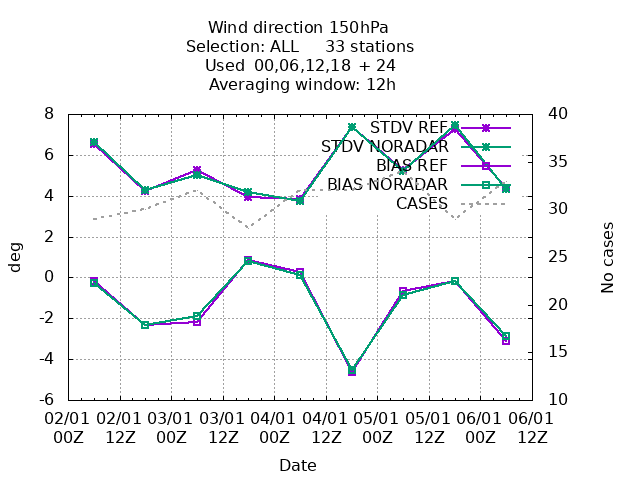 Wind direction 150hPa
Selection: ALL 33 stations
Used 00,06,12,18 + 24
Averaging window: 12h
8 40
STDV REF
STDV NORADAR
6 35
BIAS REF
BIAS NORADAR
4
CASES
30
2
deg
25
No cases
0
20
-2
15
-4
-6 10
02/01 02/01 03/01 03/01 04/01 04/01 05/01 05/01 06/01 06/01
00Z 12Z 00Z 12Z 00Z 12Z 00Z 12Z 00Z 12Z
Date